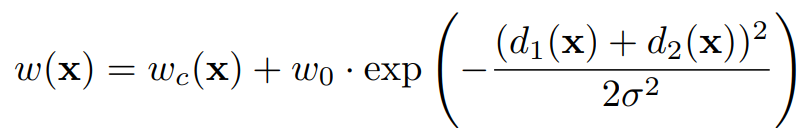 w(𝐱) = w_c(𝐱) + w_0 · exp ( − (d_1(𝐱) + d_2(𝐱))^2 / 2σ^2 )